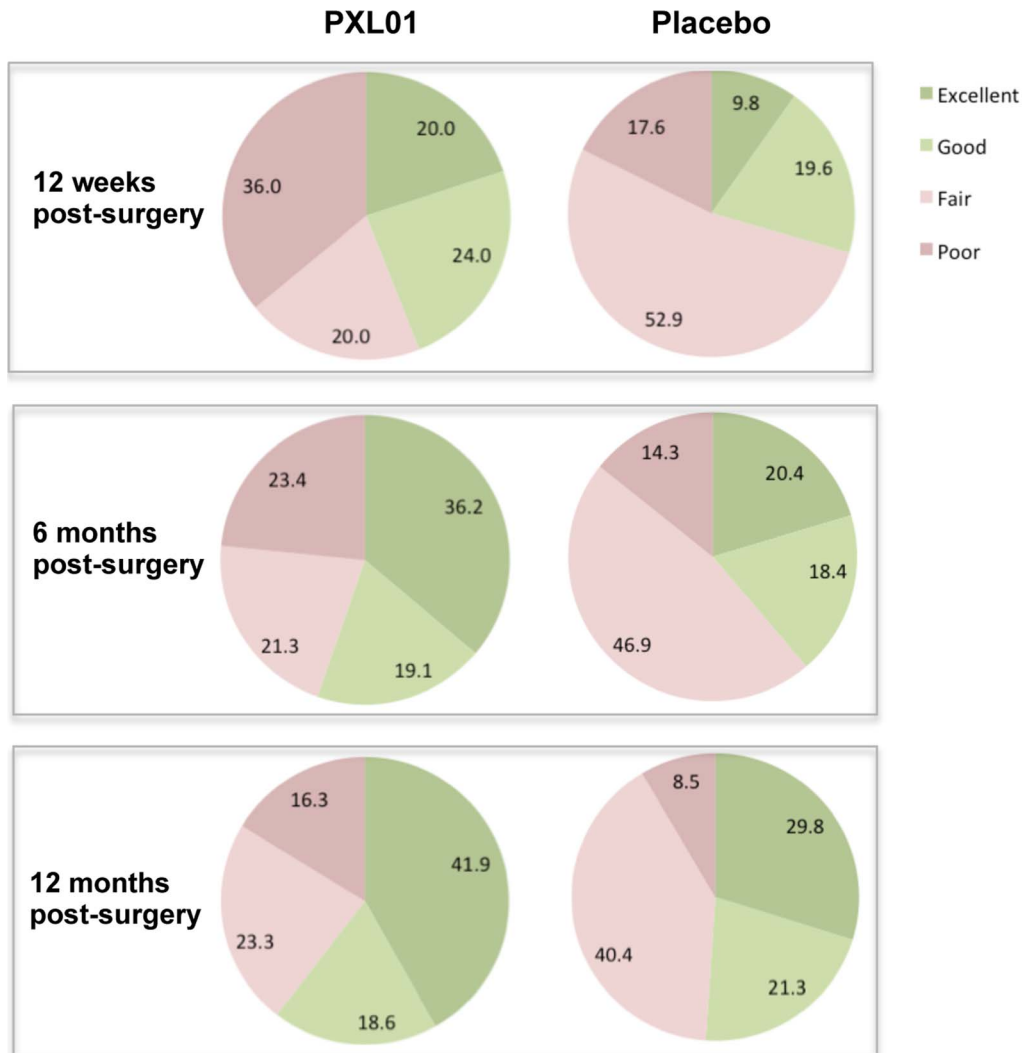 PXL01 Placebo
Excellent
Good
Fair
Poor
12 weeks
post-surgery
20.0
24.0
20.0
36.0
9.8
19.6
52.9
17.6
6 months
post-surgery
36.2
19.1
21.3
23.4
20.4
18.4
46.9
14.3
12 months
post-surgery
41.9
18.6
23.3
16.3
29.8
21.3
40.4
8.5